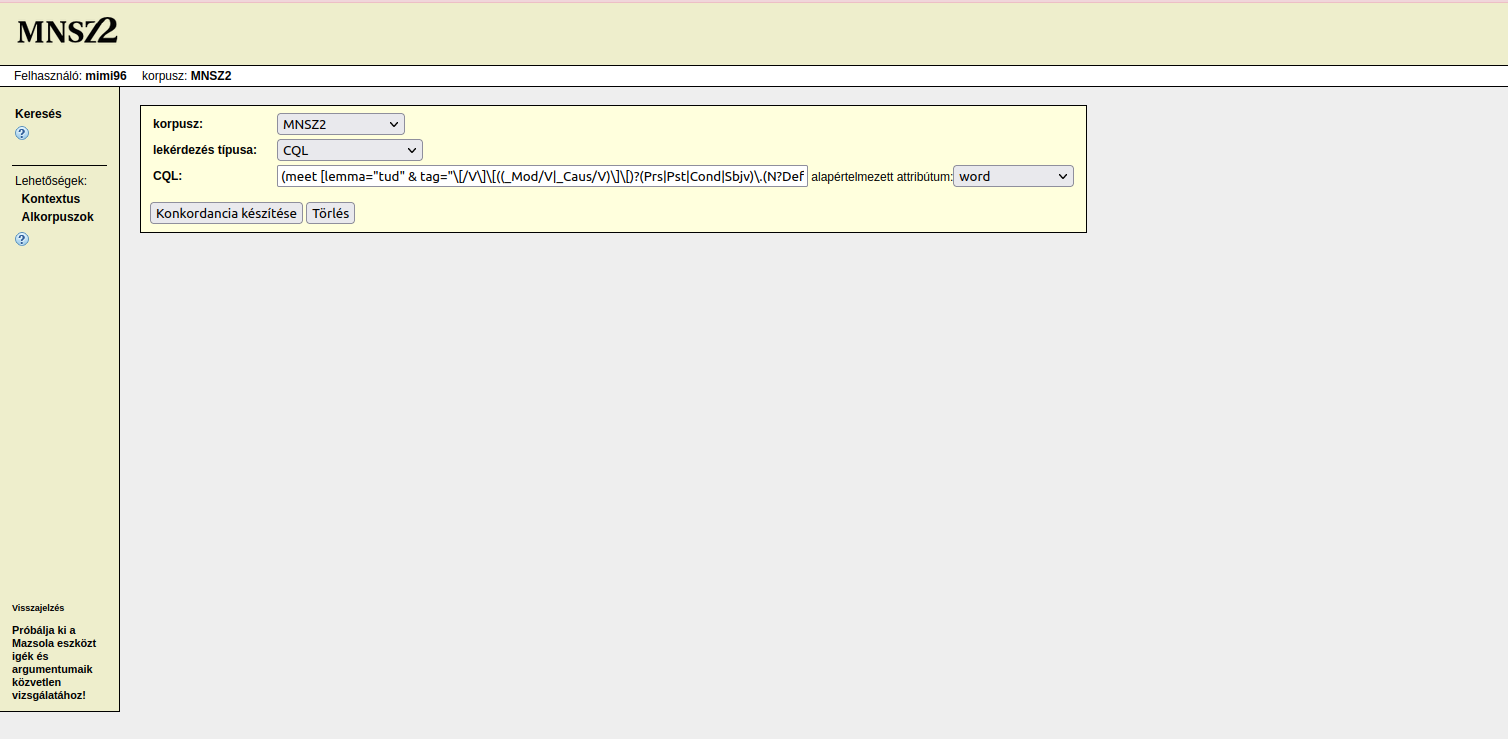 MNSZ2
Felhasználó: mimi96 korpusz: MNSZ2
Keresés
?
Lehetőségek:
Kontextus
Alkorpuszok
?
Visszajelzés
Próbálja ki a
Mazsola eszközt
igék és
argumentumaik
közvetlen
vizsgálatához!
korpusz: MNSZ2
lekérdezés típusa: CQL
CQL: (meet [lemma="tud" & tag="\[/V\]\[((_Mod/V|_Caus/V)\]\[)?(Prs|Pst|Cond|Sbjv)\.(N?Def alapértelmezett attribútum: word
Konkordancia készítése Törlés